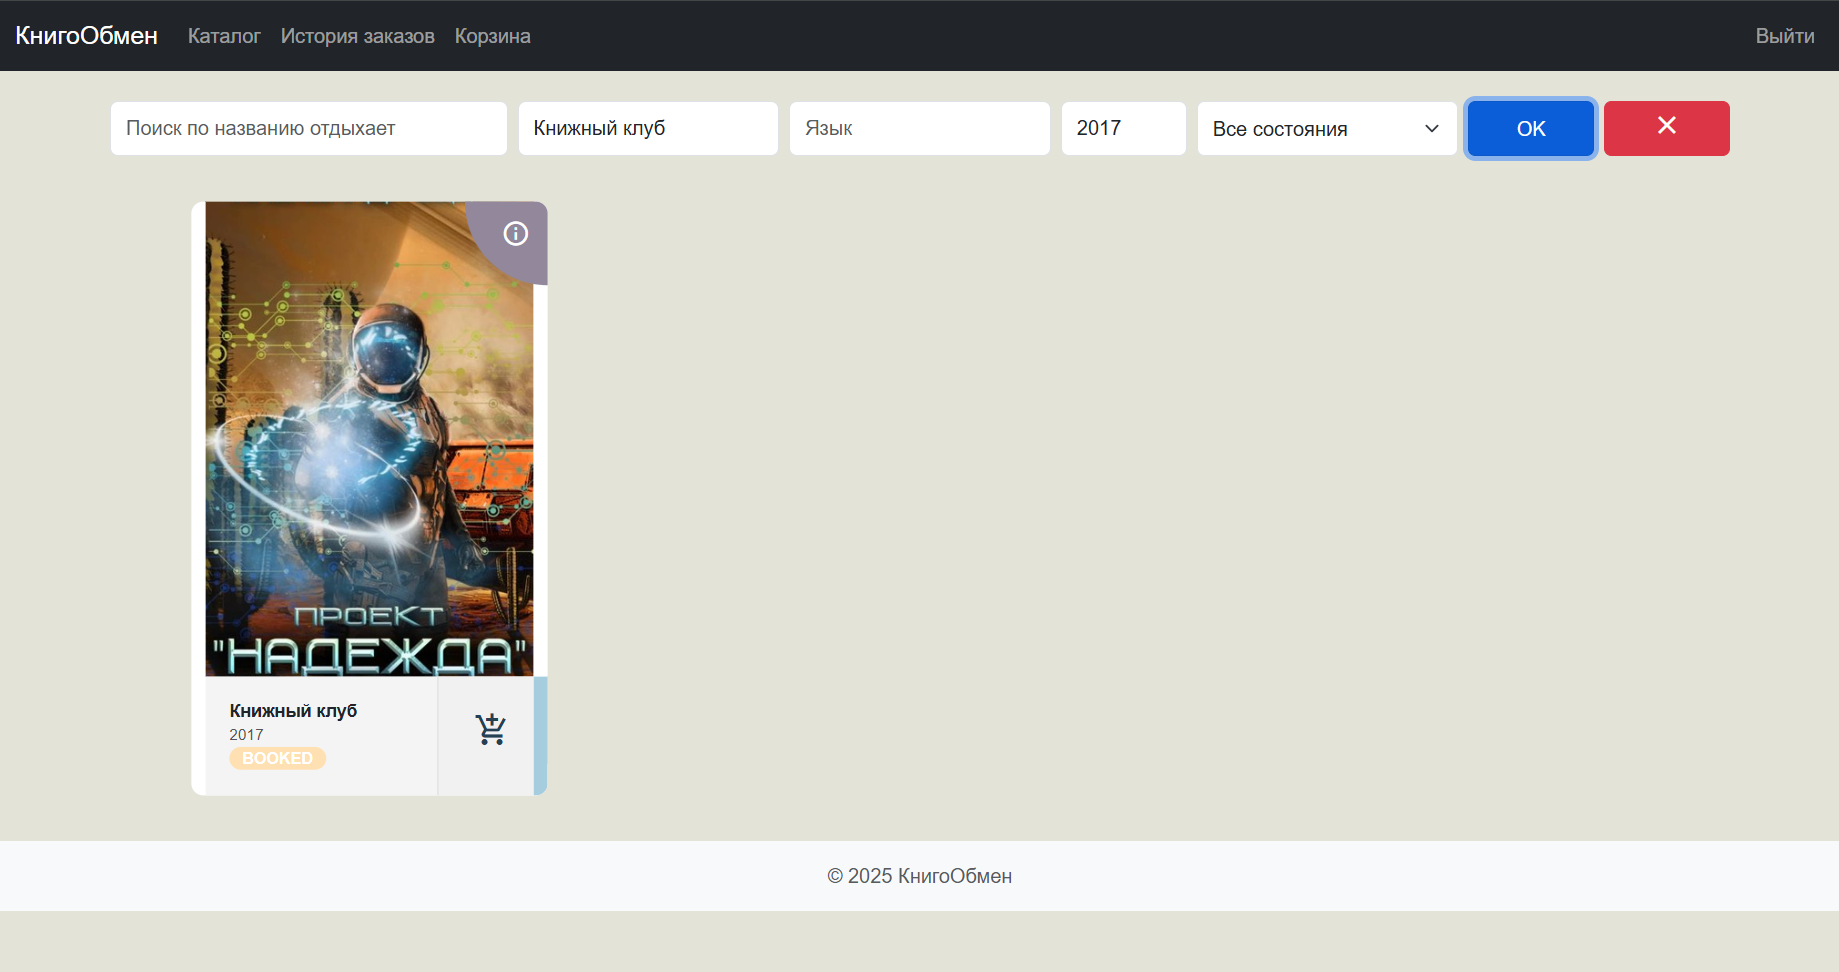 КнигоОбмен Каталог История заказов Корзина Выйти
Поиск по названию отдыхает Книжный клуб Язык 2017 Все состояния OK
ПРОЕКТ
"НАДЕЖДА"
Книжный клуб
2017
BOOKED
© 2025 КнигоОбмен